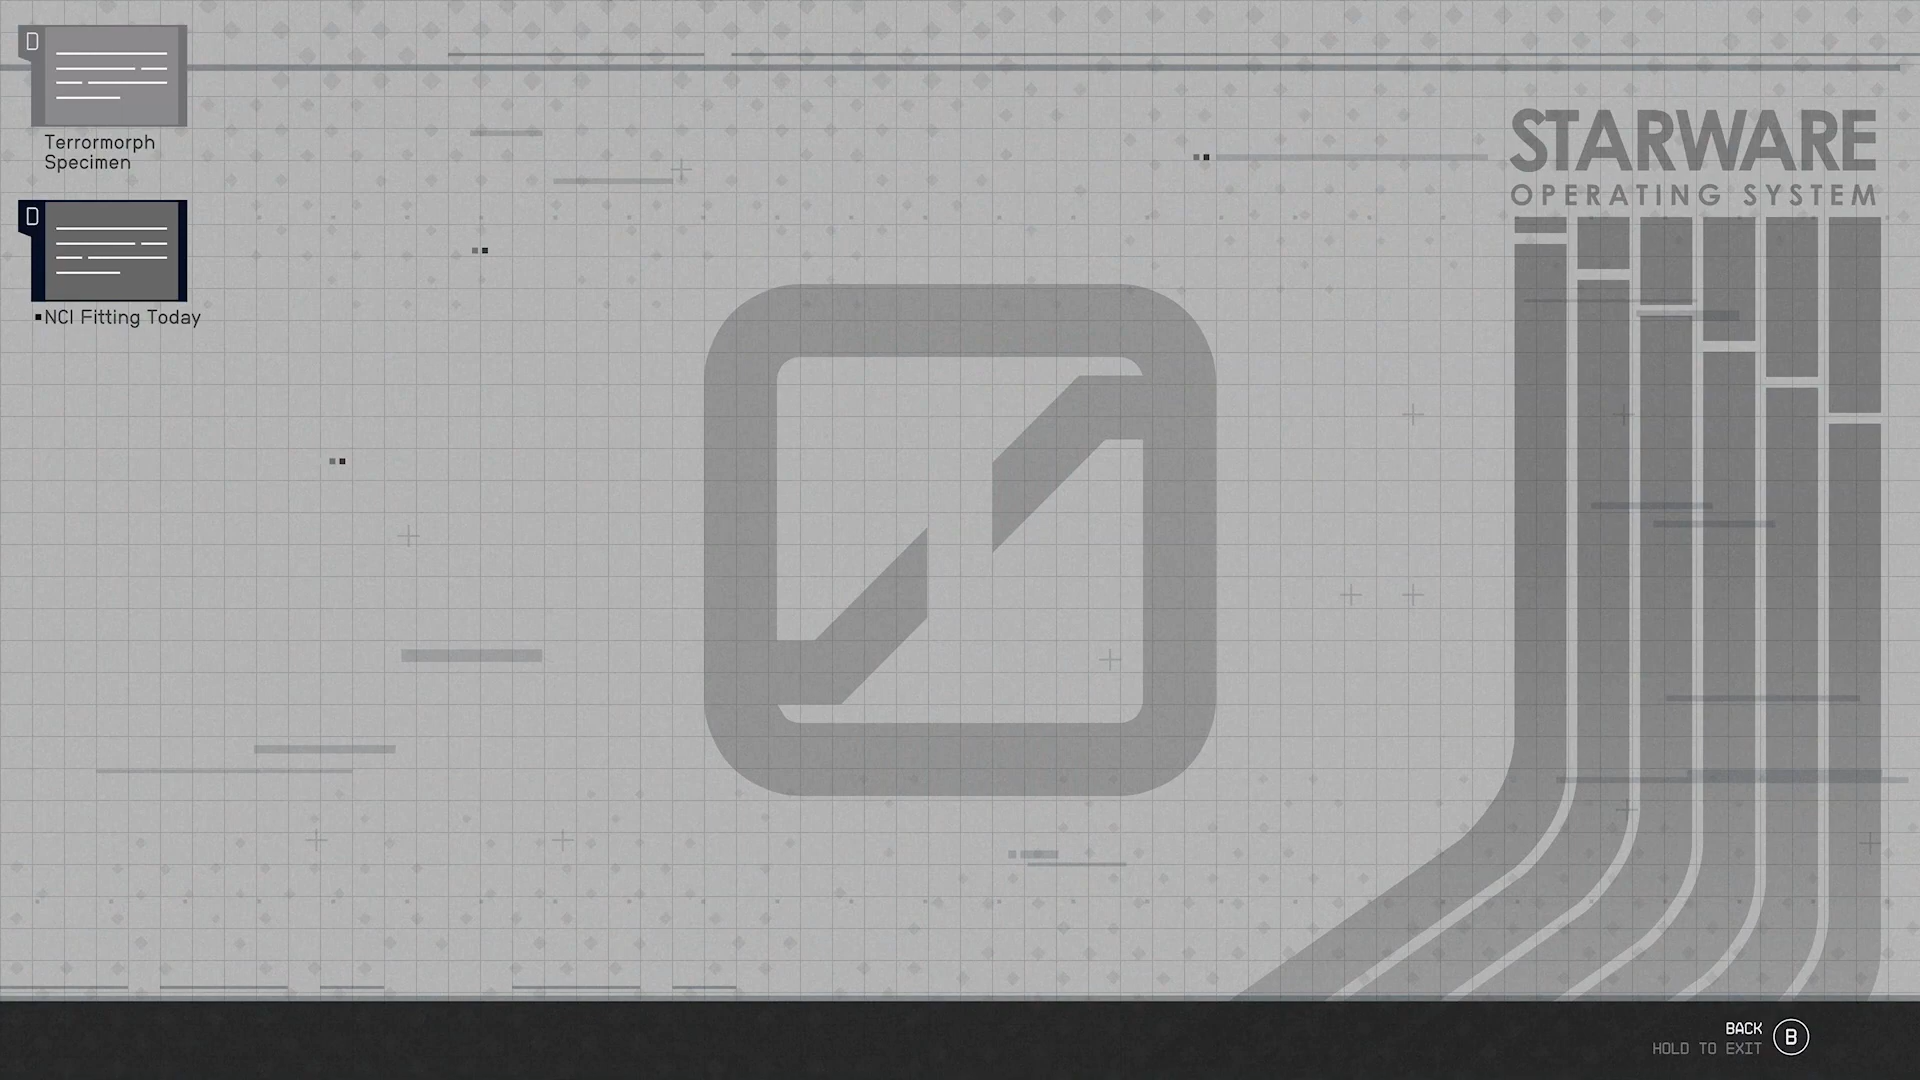 D
Terrormorph
Specimen
D
NCI Fitting Today
STARWARE
OPERATING SYSTEM
BACK
HOLD TO EXIT
B